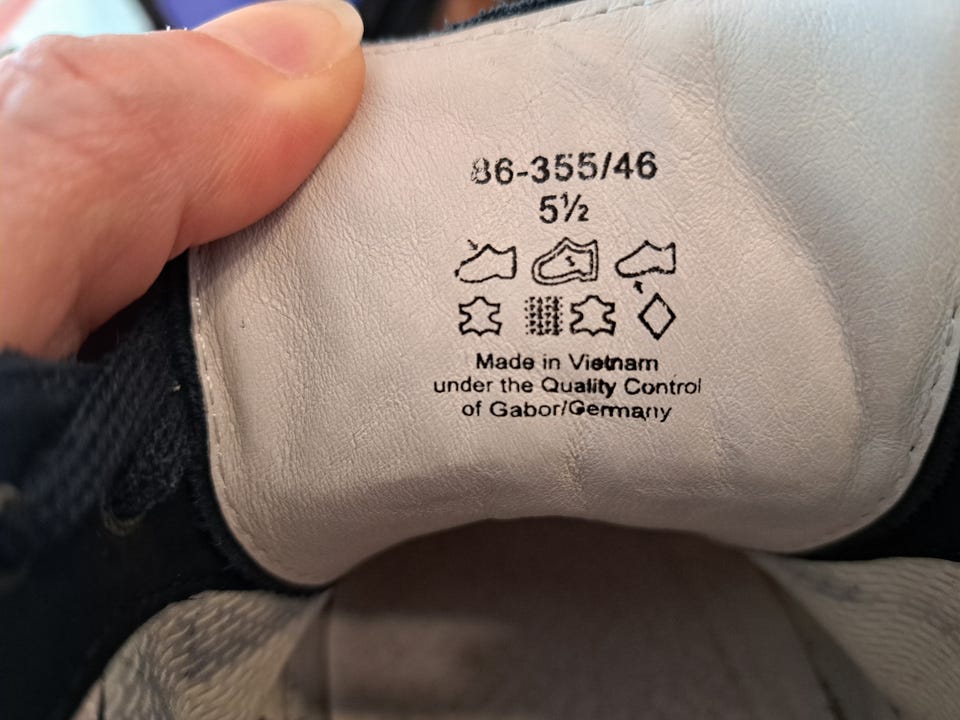 86-355/46
5½
Made in Vietnam
under the Quality Control
of Gabor/Germany